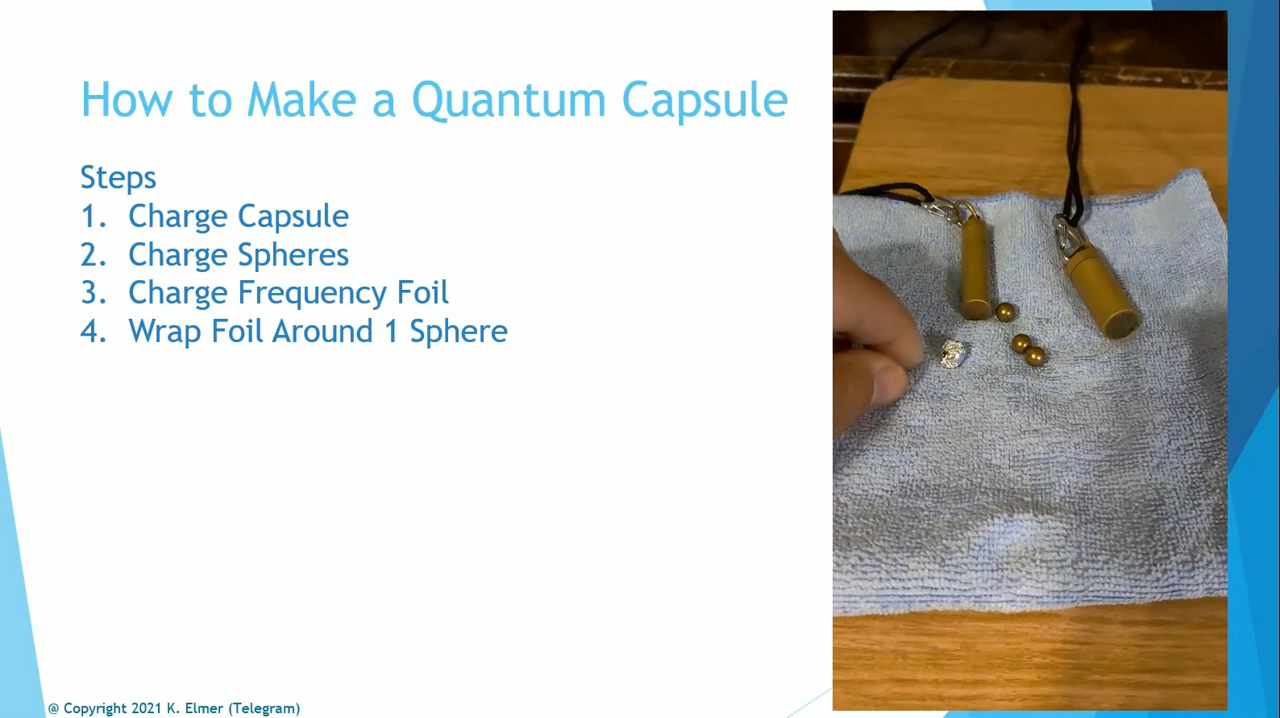 How to Make a Quantum Capsule
Steps
1. Charge Capsule
2. Charge Spheres
3. Charge Frequency Foil
4. Wrap Foil Around 1 Sphere
@ Copyright 2021 K. Elmer (Telegram)